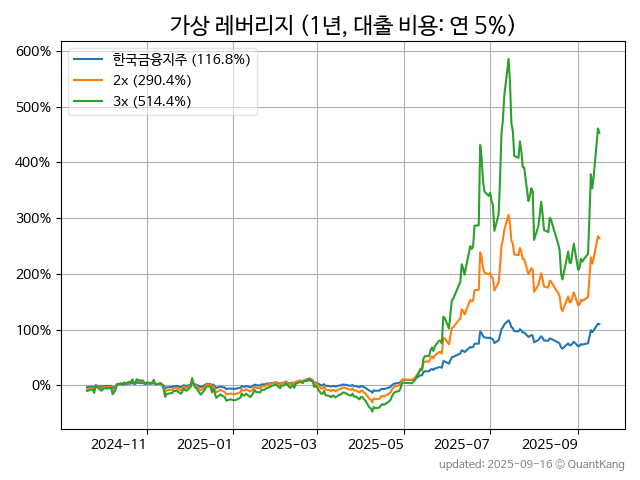 가상 레버리지 (1년, 대출 비용: 연 5%)
600%
500%
400%
300%
200%
100%
0%
한국금융지주 (116.8%)
2x (290.4%)
3x (514.4%)
2024-11
2025-01
2025-03
2025-05
2025-07
2025-09
updated: 2025-09-16 © QuantKang